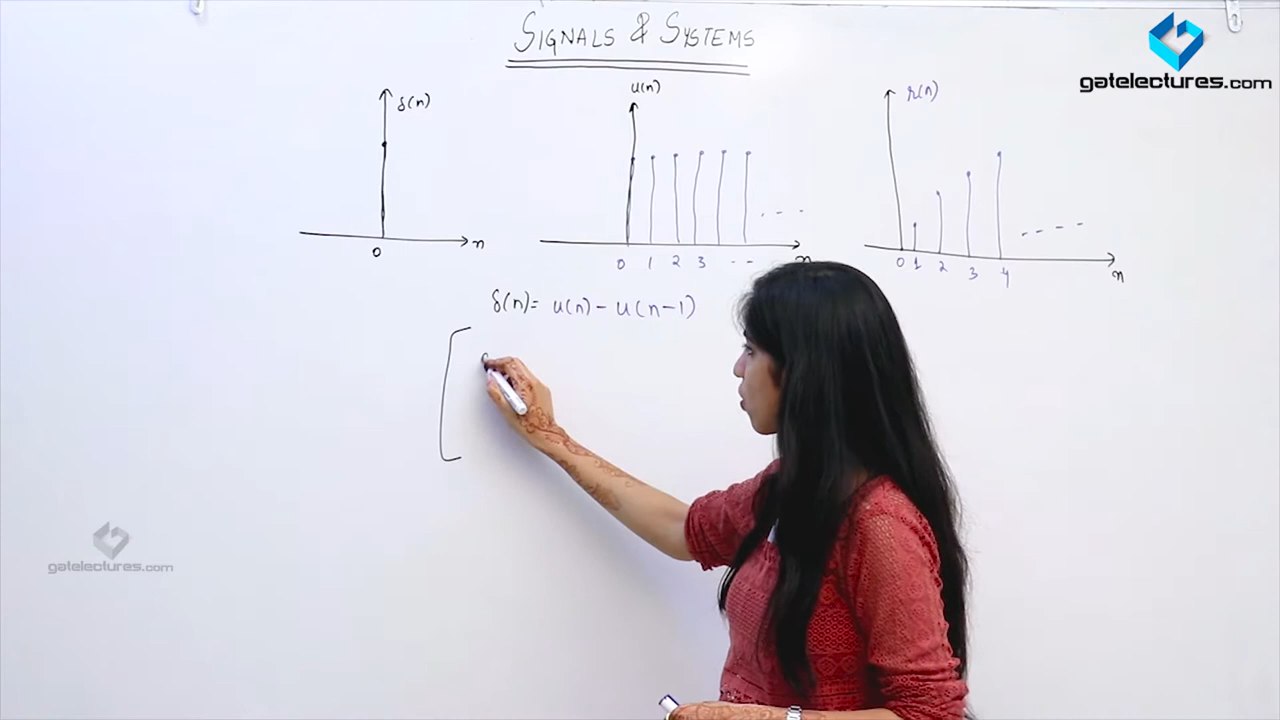 SIGNALS & SYSTEMS
gatelectures.com
δ(n)
n
0
u(n)
0 1 2 3 - -
n
r(n)
0 1 2 3 4
n
δ(n)= u(n) - u(n-1)
gatelectures.com